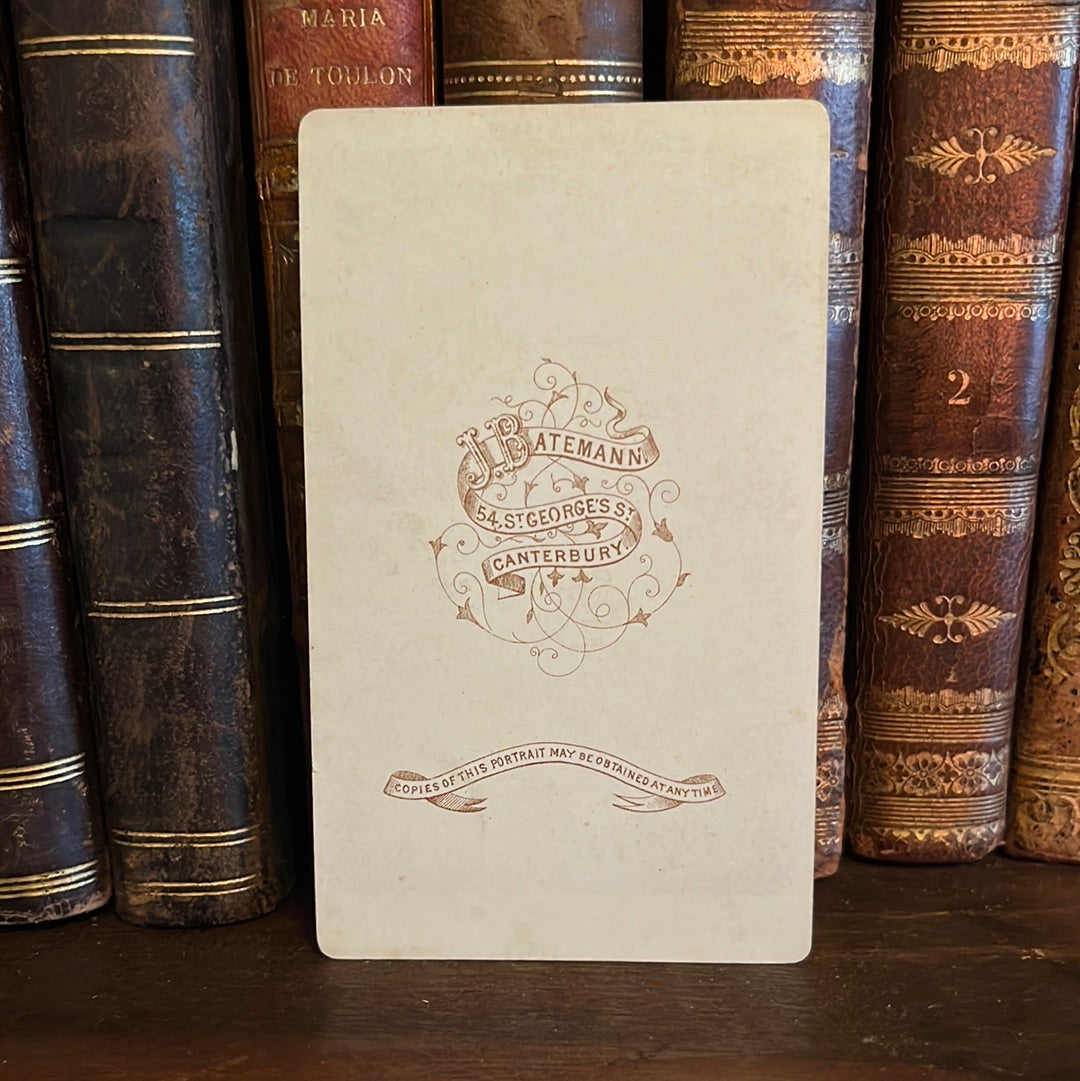 MARIA
DE TOULON
2
J. BATEMANN.
54, ST GEORGE'S ST
CANTERBURY.
COPIES OF THIS PORTRAIT MAY BE OBTAINED AT ANY TIME